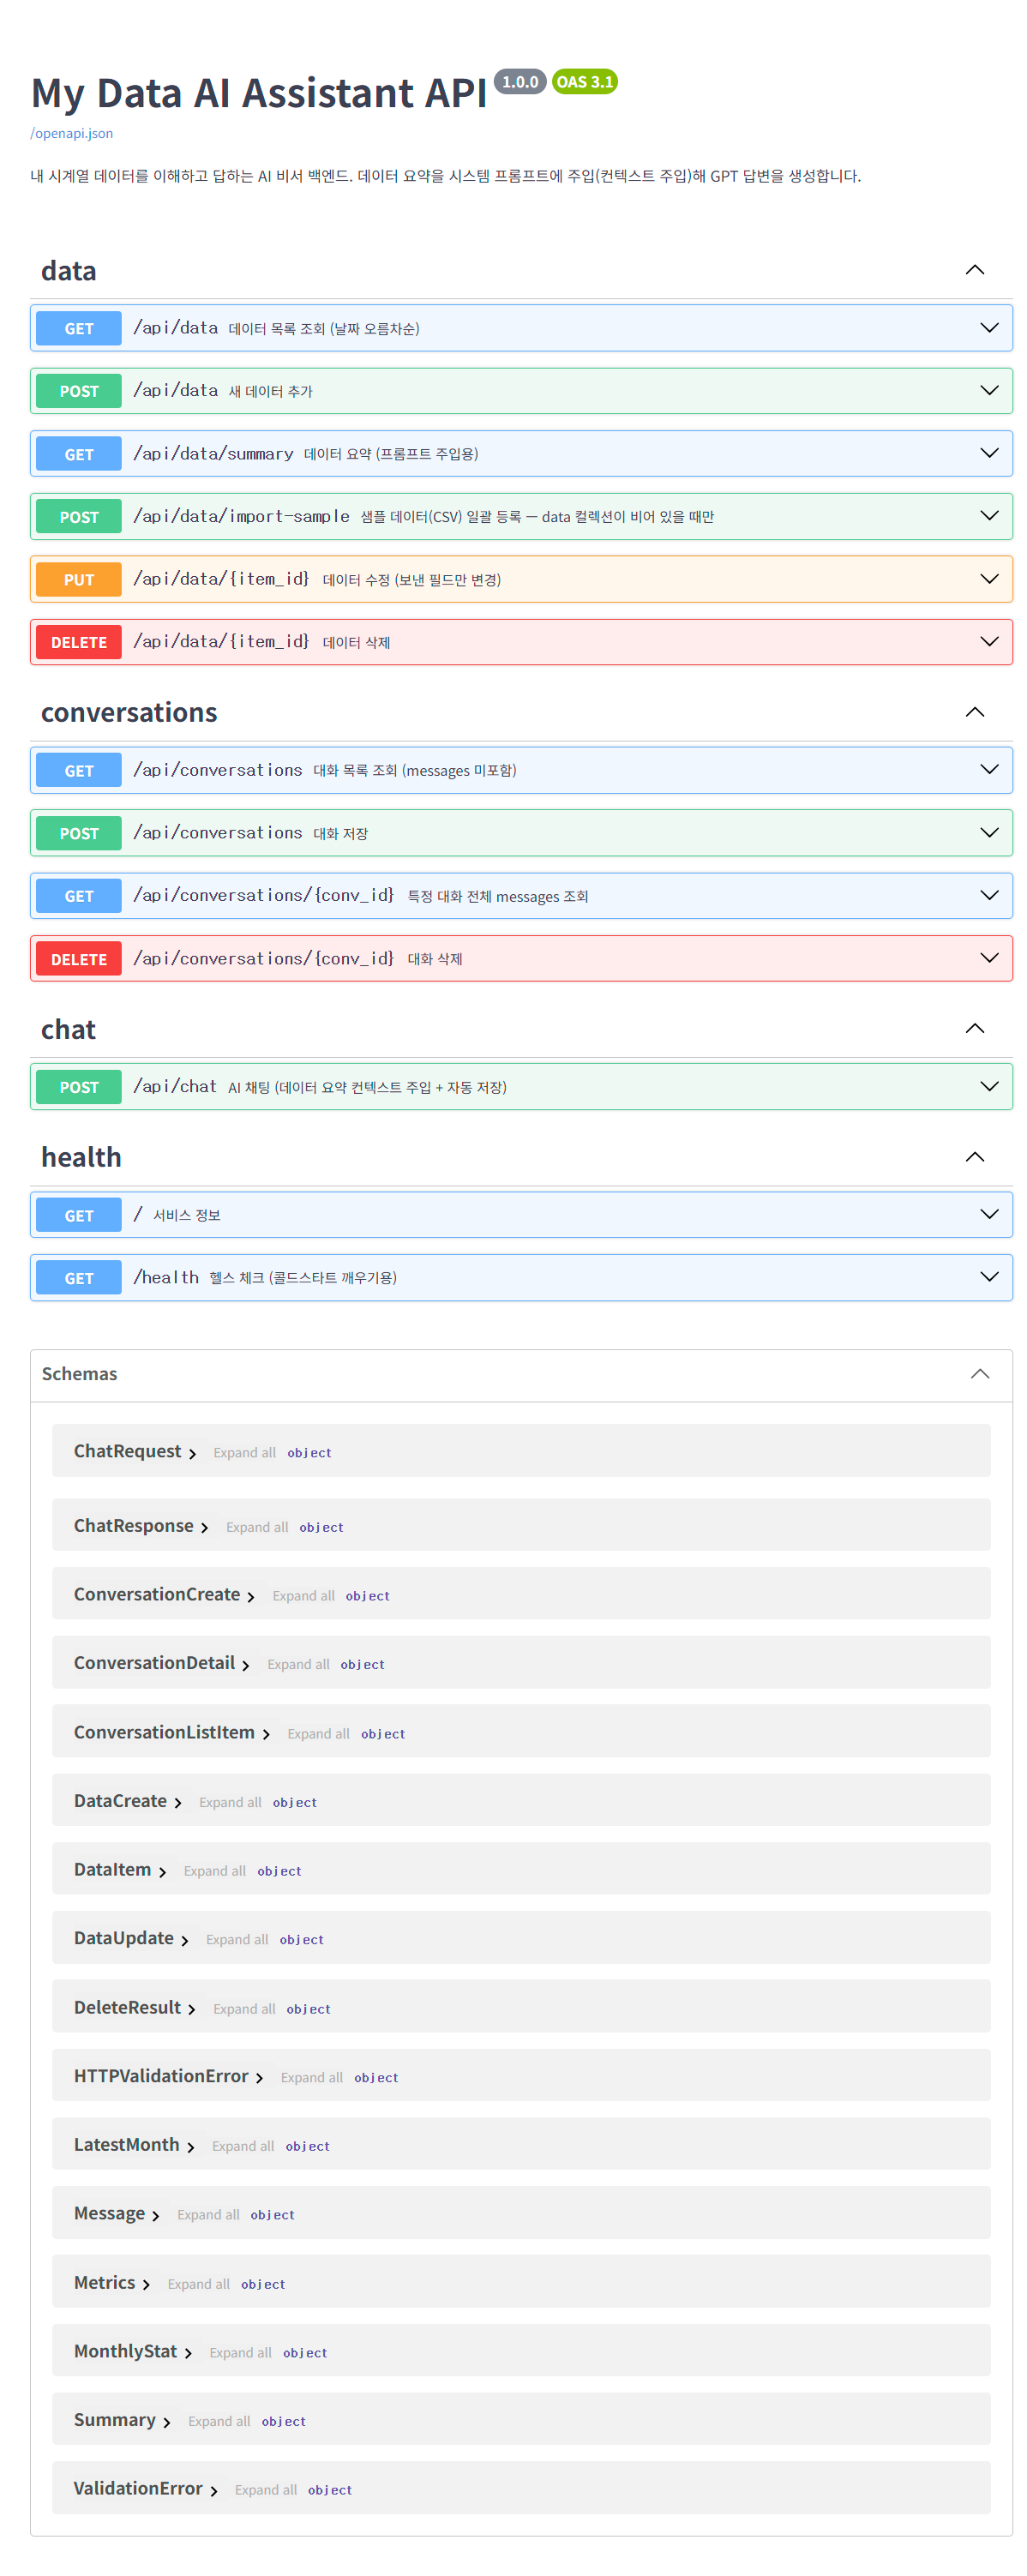 My Data AI Assistant API 1.0.0 OAS 3.1
/openapi.json
내 시계열 데이터를 이해하고 답하는 AI 비서 백엔드. 데이터 요약을 시스템 프롬프트에 주입(컨텍스트 주입)해 GPT 답변을 생성합니다.
data
GET /api/data 데이터 목록 조회 (날짜 오름차순)
POST /api/data 새 데이터 추가
GET /api/data/summary 데이터 요약 (프롬프트 주입용)
POST /api/data/import-sample 샘플 데이터(CSV) 일괄 등록 — data 컬렉션이 비어 있을 때만
PUT /api/data/{item_id} 데이터 수정 (보낸 필드만 변경)
DELETE /api/data/{item_id} 데이터 삭제
conversations
GET /api/conversations 대화 목록 조회 (messages 미포함)
POST /api/conversations 대화 저장
GET /api/conversations/{conv_id} 특정 대화 전체 messages 조회
DELETE /api/conversations/{conv_id} 대화 삭제
chat
POST /api/chat AI 채팅 (데이터 요약 컨텍스트 주입 + 자동 저장)
health
GET / 서비스 정보
GET /health 헬스 체크 (콜드스타트 깨우기용)
Schemas
ChatRequest Expand all object
ChatResponse Expand all object
ConversationCreate Expand all object
ConversationDetail Expand all object
ConversationListItem Expand all object
DataCreate Expand all object
DataItem Expand all object
DataUpdate Expand all object
DeleteResult Expand all object
HTTPValidationError Expand all object
LatestMonth Expand all object
Message Expand all object
Metrics Expand all object
MonthlyStat Expand all object
Summary Expand all object
ValidationError Expand all object